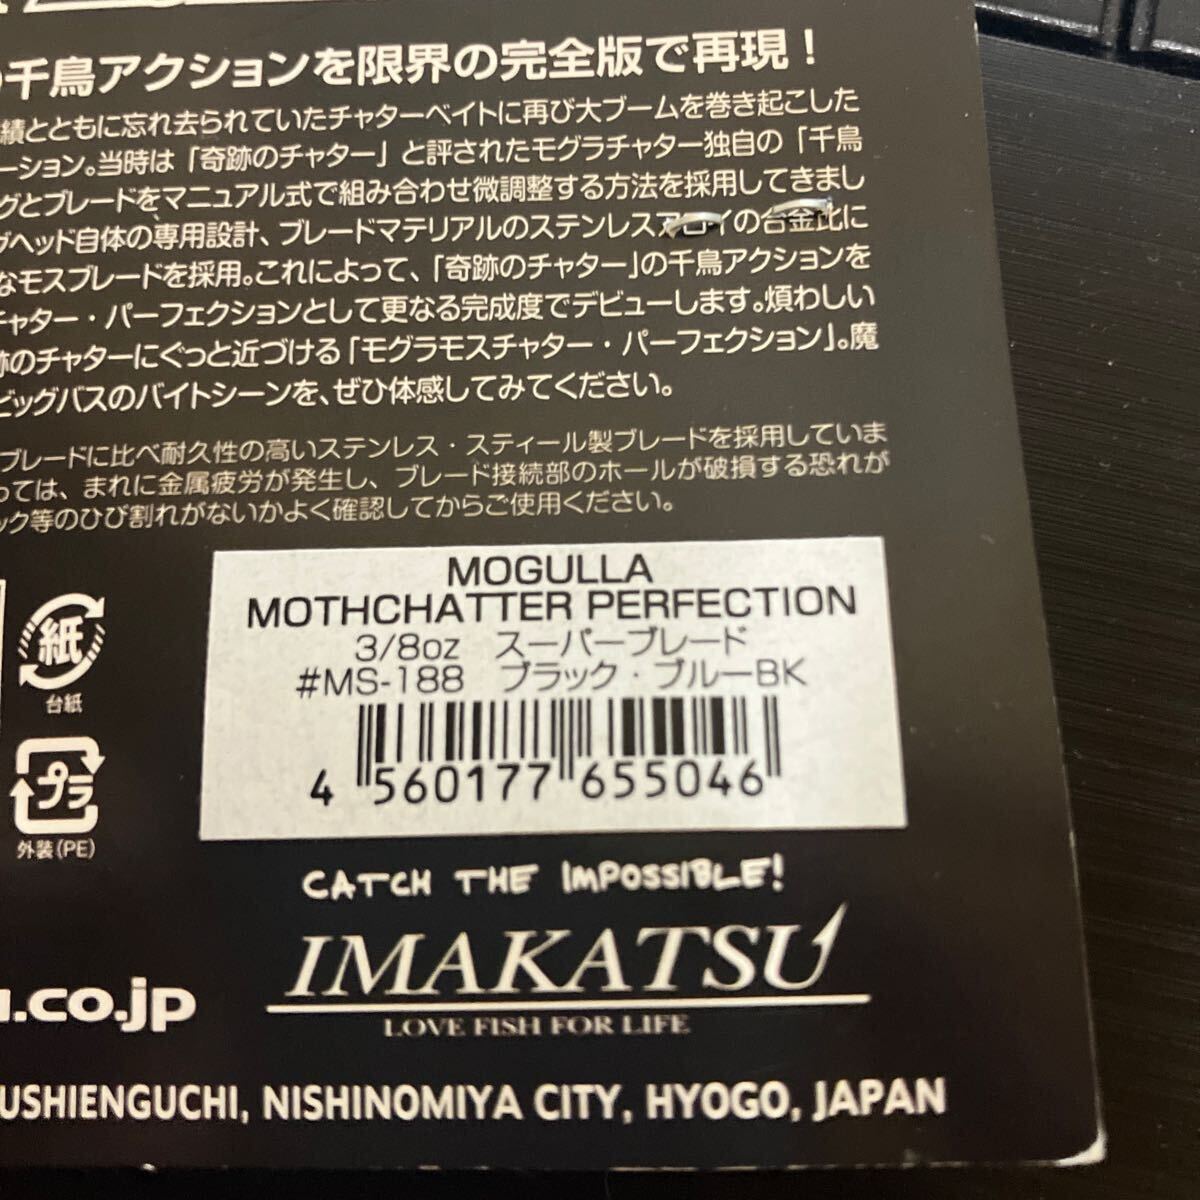 の千鳥アクションを限界の完全版で再現！
績とともに忘れ去られていたチャターベイトに再び大ブームを巻き起こした
ーション。当時は「奇跡のチャター」と評されたモグラチャター独自の「千鳥
グとブレードをマニュアル式で組み合わせ微調整する方法を採用してきまし
グヘッド自体の専用設計、ブレードマテリアルのステンレスアロイの合金比に
なモスブレードを採用。これによって、「奇跡のチャター」の千鳥アクションを
チャター・パーフェクションとして更なる完成度でデビューします。煩わしい
跡のチャターにぐっと近づける「モグラモスチャター・パーフェクション」。魔
ビッグバスのバイトシーンを、ぜひ体感してみてください。
ブレードに比べ耐久性の高いステンレス・スティール製ブレードを採用していま
っては、まれに金属疲労が発生し、ブレード接続部のホールが破損する恐れが
ック等のひび割れがないかよく確認してからご使用ください。
紙
台紙
プラ
外装(PE)
MOGULLA
MOTHCHATTER PERFECTION
3/8oz スーパーブレード
#MS-188 ブラック・ブルーBK
4 560177 655046
CATCH THE IMPOSSIBLE!
IMAKATSU
LOVE FISH FOR LIFE
.co.jp
USHIENGUCHI, NISHINOMIYA CITY, HYOGO, JAPAN